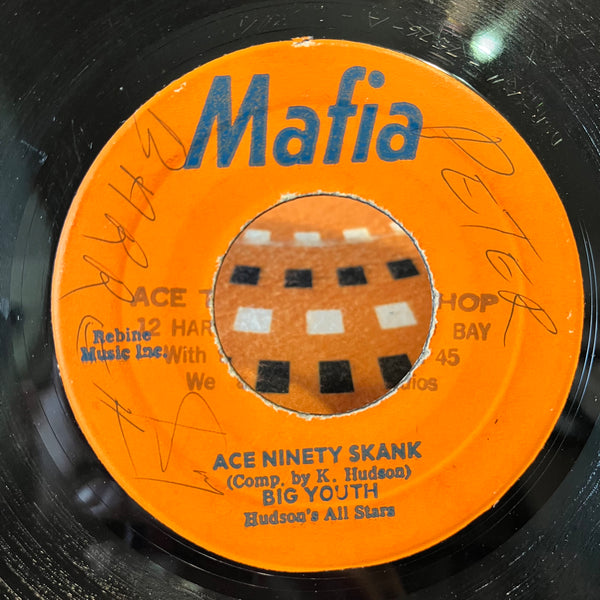 Mafia
PETER
ACE T HOP
12 HAR BAY
Rebine
Music Inc.
With 45
We
ACE NINETY SKANK
(Comp. by K. Hudson)
BIG YOUTH
Hudson's All Stars